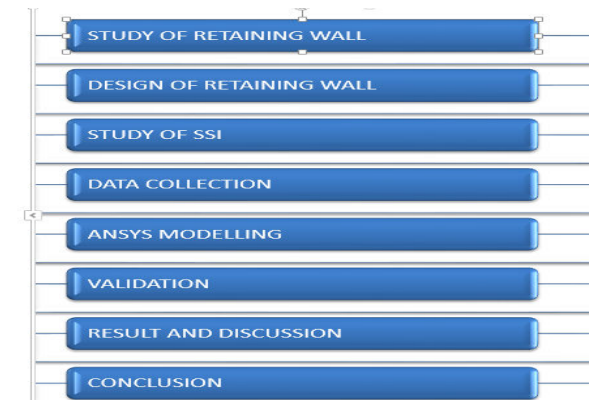 STUDY OF RETAINING WALL
DESIGN OF RETAINING WALL
STUDY OF SSI
DATA COLLECTION
ANSYS MODELLING
VALIDATION
RESULT AND DISCUSSION
CONCLUSION